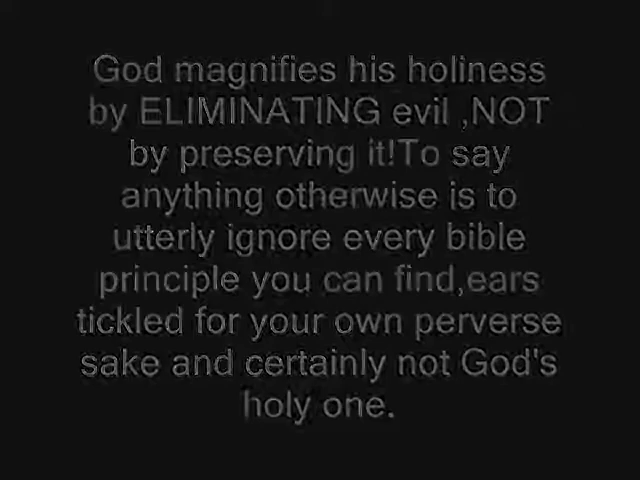 God magnifies his holiness
by ELIMINATING evil ,NOT
by preserving it!To say
anything otherwise is to
utterly ignore every bible
principle you can find,ears
tickled for your own perverse
sake and certainly not God's
holy one.